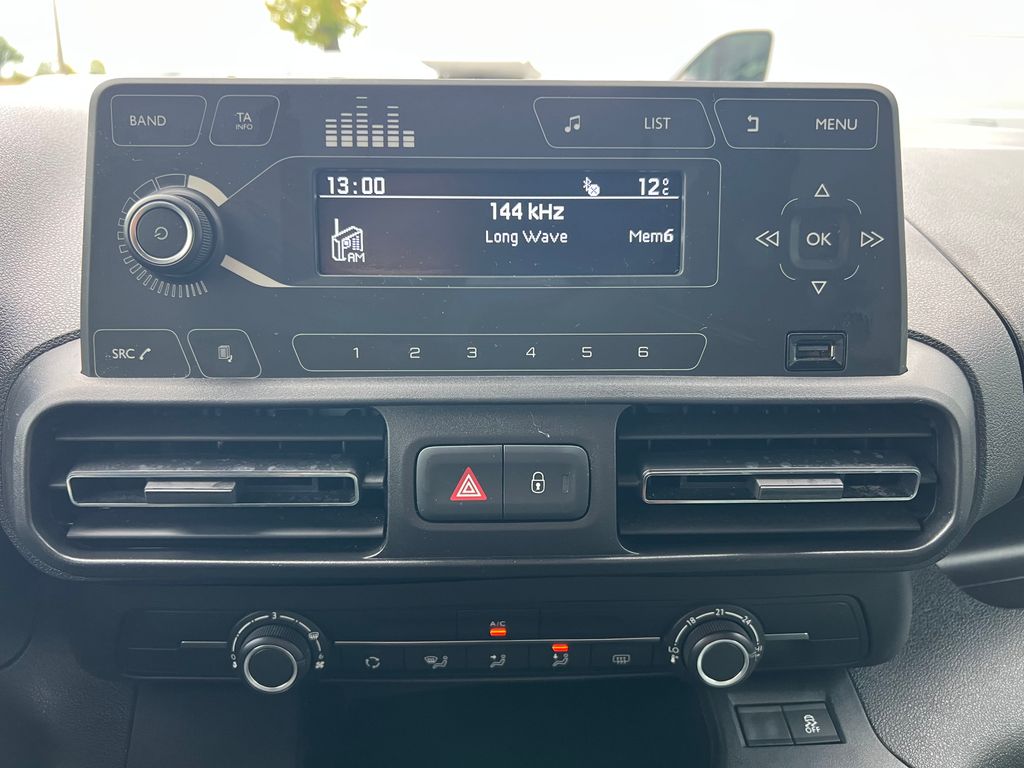 BAND
TA
INFO
LIST
MENU
13:00
12°C
144 kHz
Long Wave
Mem6
AM
OK
SRC
1 2 3 4 5 6
A/C
3
0
18 21 24
OFF